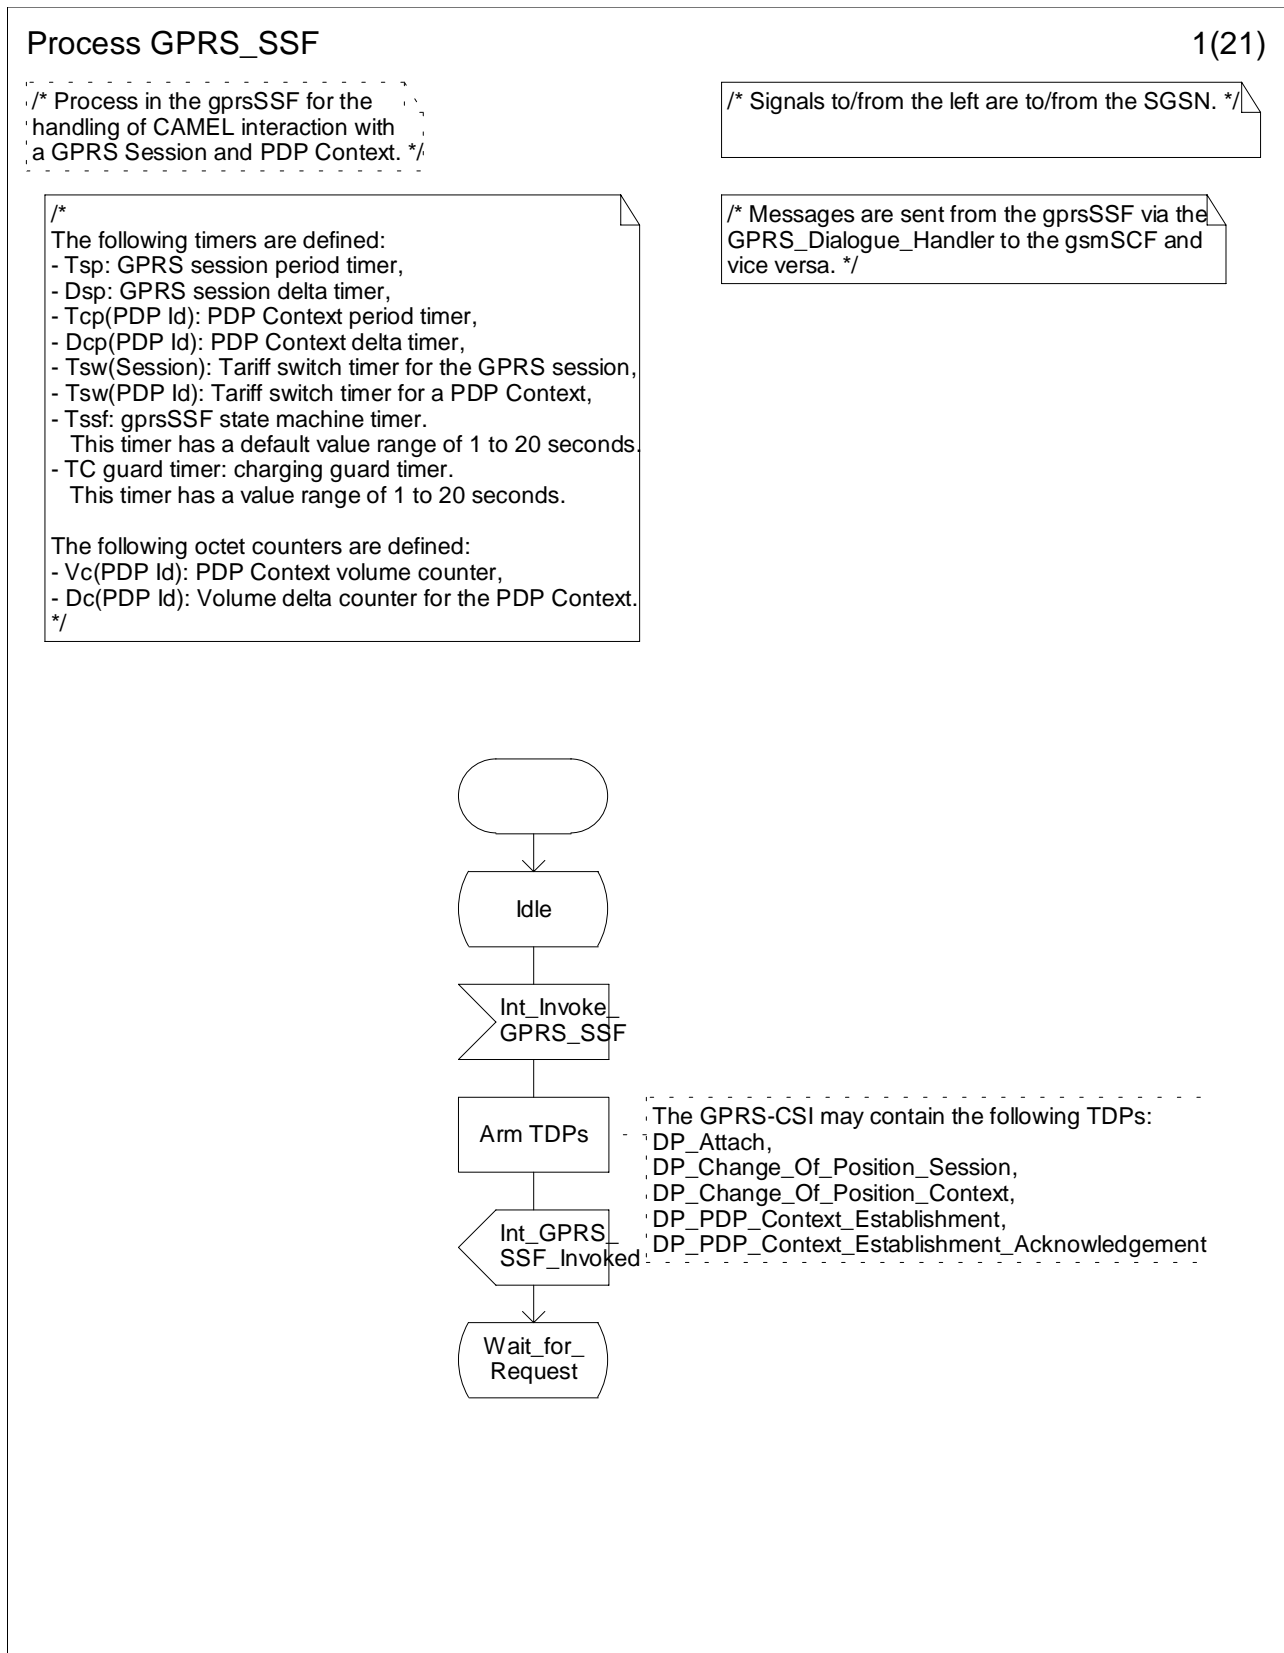 Process GPRS_SSF
1(21)
/* Process in the gprsSSF for the
handling of CAMEL interaction with
a GPRS Session and PDP Context. */
/* Signals to/from the left are to/from the SGSN. */
/*
The following timers are defined:
- Tsp: GPRS session period timer,
- Dsp: GPRS session delta timer,
- Tcp(PDP Id): PDP Context period timer,
- Dcp(PDP Id): PDP Context delta timer,
- Tsw(Session): Tariff switch timer for the GPRS session,
- Tsw(PDP Id): Tariff switch timer for a PDP Context,
- Tssf: gprsSSF state machine timer.
This timer has a default value range of 1 to 20 seconds.
- TC guard timer: charging guard timer.
This timer has a value range of 1 to 20 seconds.
The following octet counters are defined:
- Vc(PDP Id): PDP Context volume counter,
- Dc(PDP Id): Volume delta counter for the PDP Context.
*/
/* Messages are sent from the gprsSSF via the
GPRS_Dialogue_Handler to the gsmSCF and
vice versa. */
Idle
Int_Invoke_
GPRS_SSF
Arm TDPs
The GPRS-CSI may contain the following TDPs:
DP_Attach,
DP_Change_Of_Position_Session,
DP_Change_Of_Position_Context,
DP_PDP_Context_Establishment,
DP_PDP_Context_Establishment_Acknowledgement
Int_GPRS_
SSF_Invoked
Wait_for_
Request